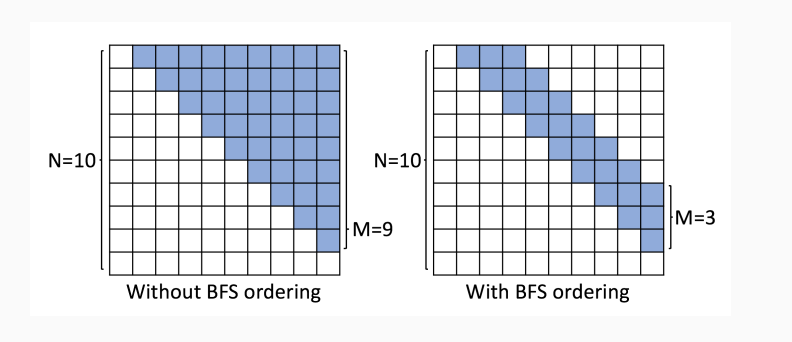 N=10
M=9
Without BFS ordering
N=10
M=3
With BFS ordering